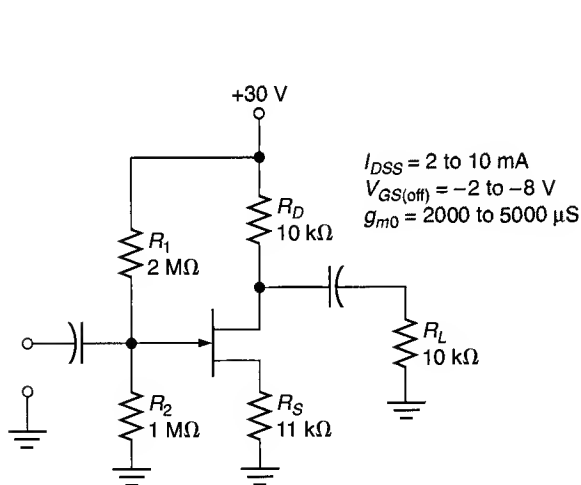 +30 V
I_DSS = 2 to 10 mA
V_GS(off) = −2 to −8 V
g_m0 = 2000 to 5000 µS
R_D
10 kΩ
R_1
2 MΩ
R_L
10 kΩ
R_2
1 MΩ
R_S
11 kΩ